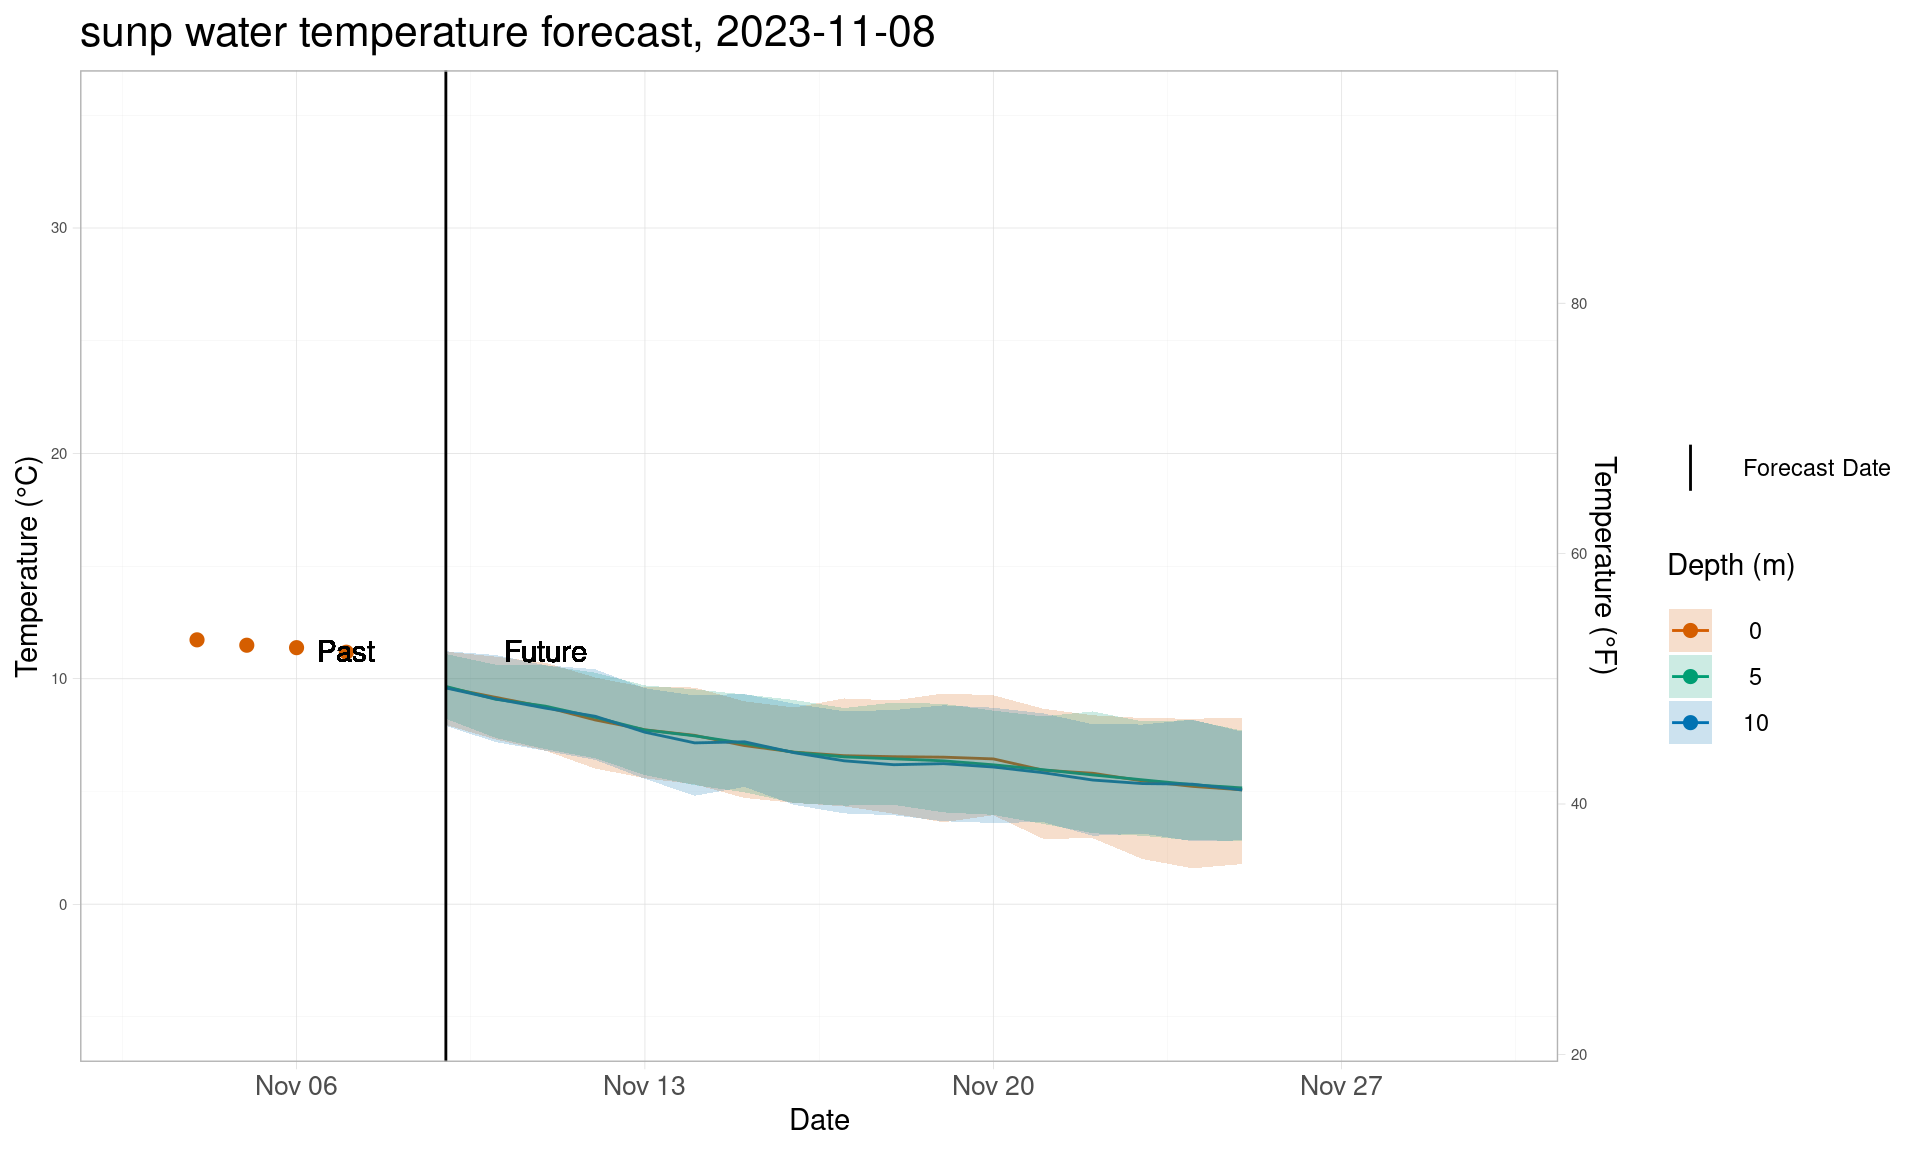 sunp water temperature forecast, 2023-11-08
Temperature (°C)
30
20
10
0
Past
Future
80
60
40
20
Temperature (°F)
Nov 06
Nov 13
Nov 20
Nov 27
Date
Forecast Date
Depth (m)
0
5
10